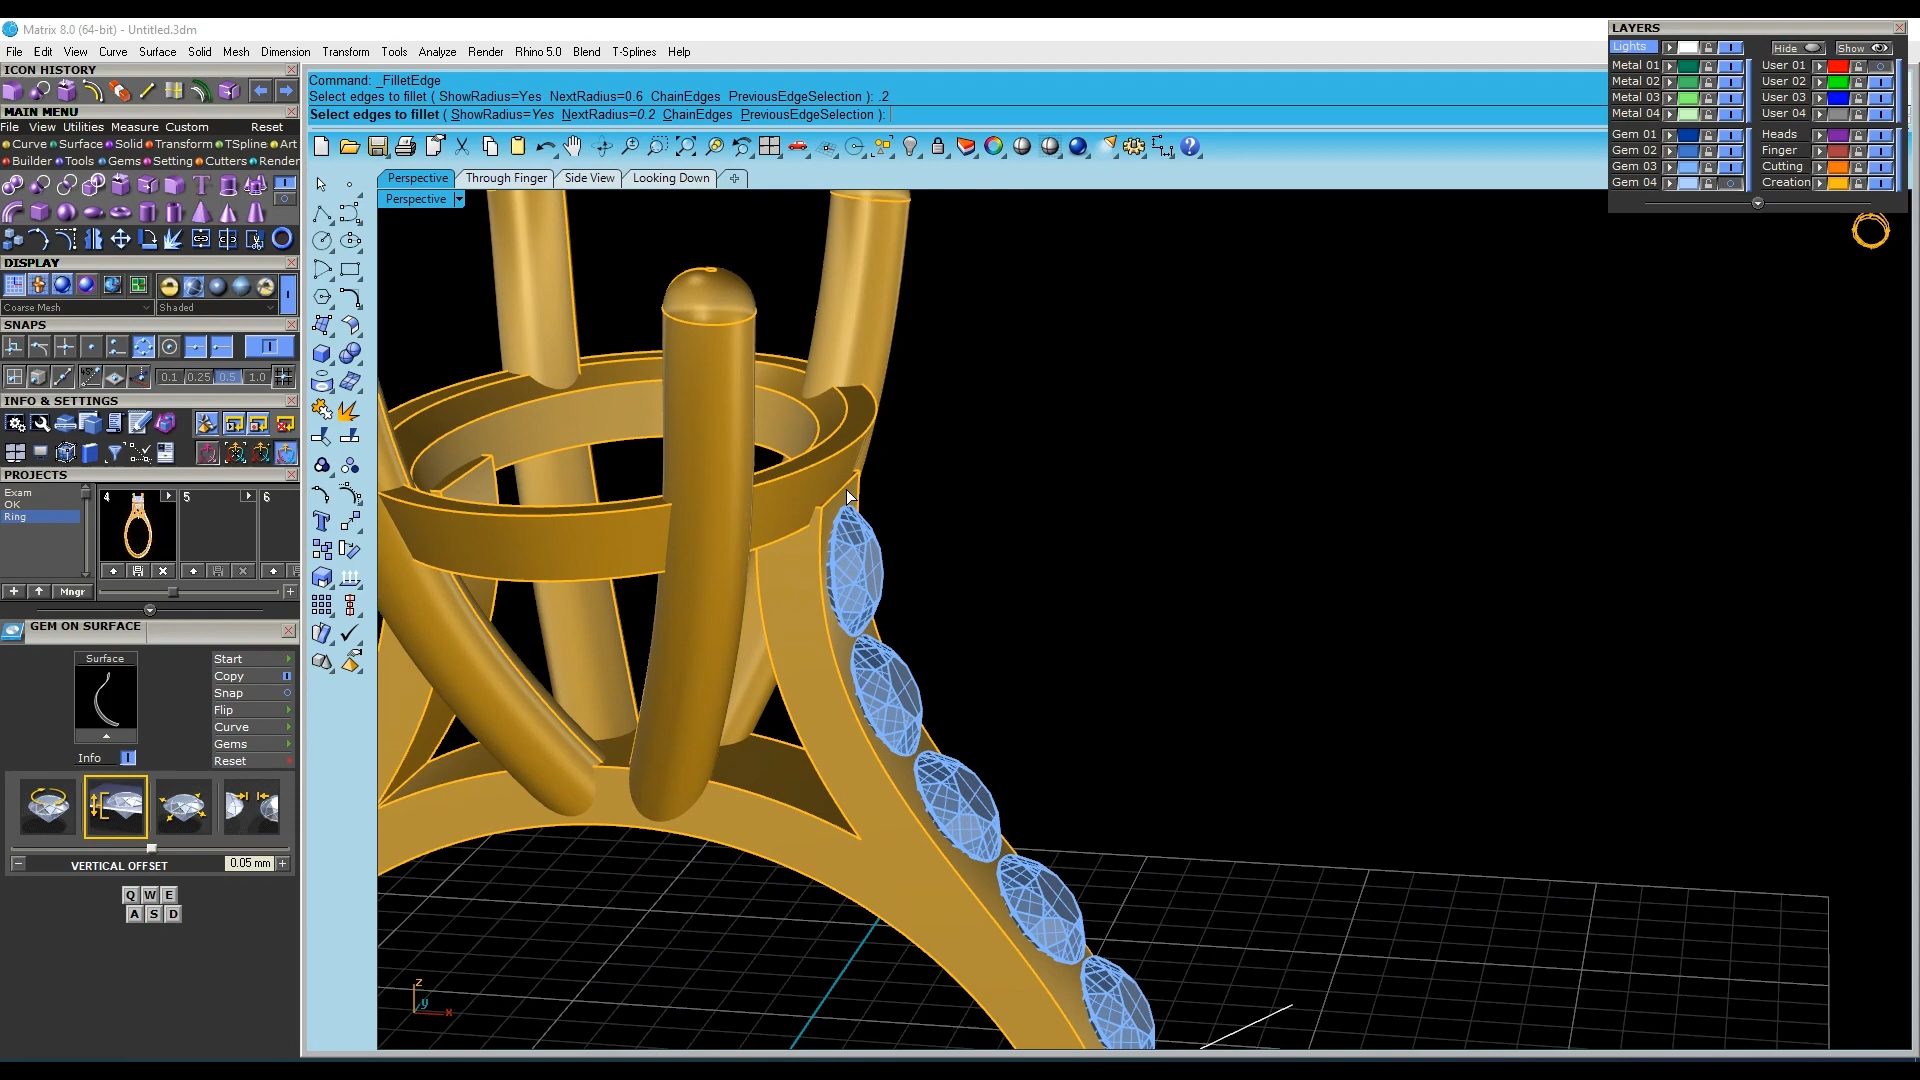 Matrix 8.0 (64-bit) - Untitled.3dm
File Edit View Curve Surface Solid Mesh Dimension Transform Tools Analyze Render Rhino 5.0 Blend T-Splines Help
ICON HISTORY
MAIN MENU
File View Utilities Measure Custom Reset
Curve Surface Solid Transform TSpline Art
Builder Tools Gems Setting Cutters Render
DISPLAY
Coarse Mesh Shaded
SNAPS
0.1 0.25 0.5 1.0
INFO & SETTINGS
PROJECTS
Exam
OK
Ring
4 5 6
+ Mngr +
GEM ON SURFACE
Surface
Info
Start
Copy
Snap
Flip
Curve
Gems
Reset
VERTICAL OFFSET 0.05 mm
Q W E
A S D
Command: _FilletEdge
Select edges to fillet ( ShowRadius=Yes NextRadius=0.6 ChainEdges PreviousEdgeSelection ): .2
Select edges to fillet ( ShowRadius=Yes NextRadius=0.2 ChainEdges PreviousEdgeSelection ):
Perspective Through Finger Side View Looking Down
Perspective
z
y
x
LAYERS
Lights Hide Show
Metal 01 User 01
Metal 02 User 02
Metal 03 User 03
Metal 04 User 04
Gem 01 Heads
Gem 02 Finger
Gem 03 Cutting
Gem 04 Creation